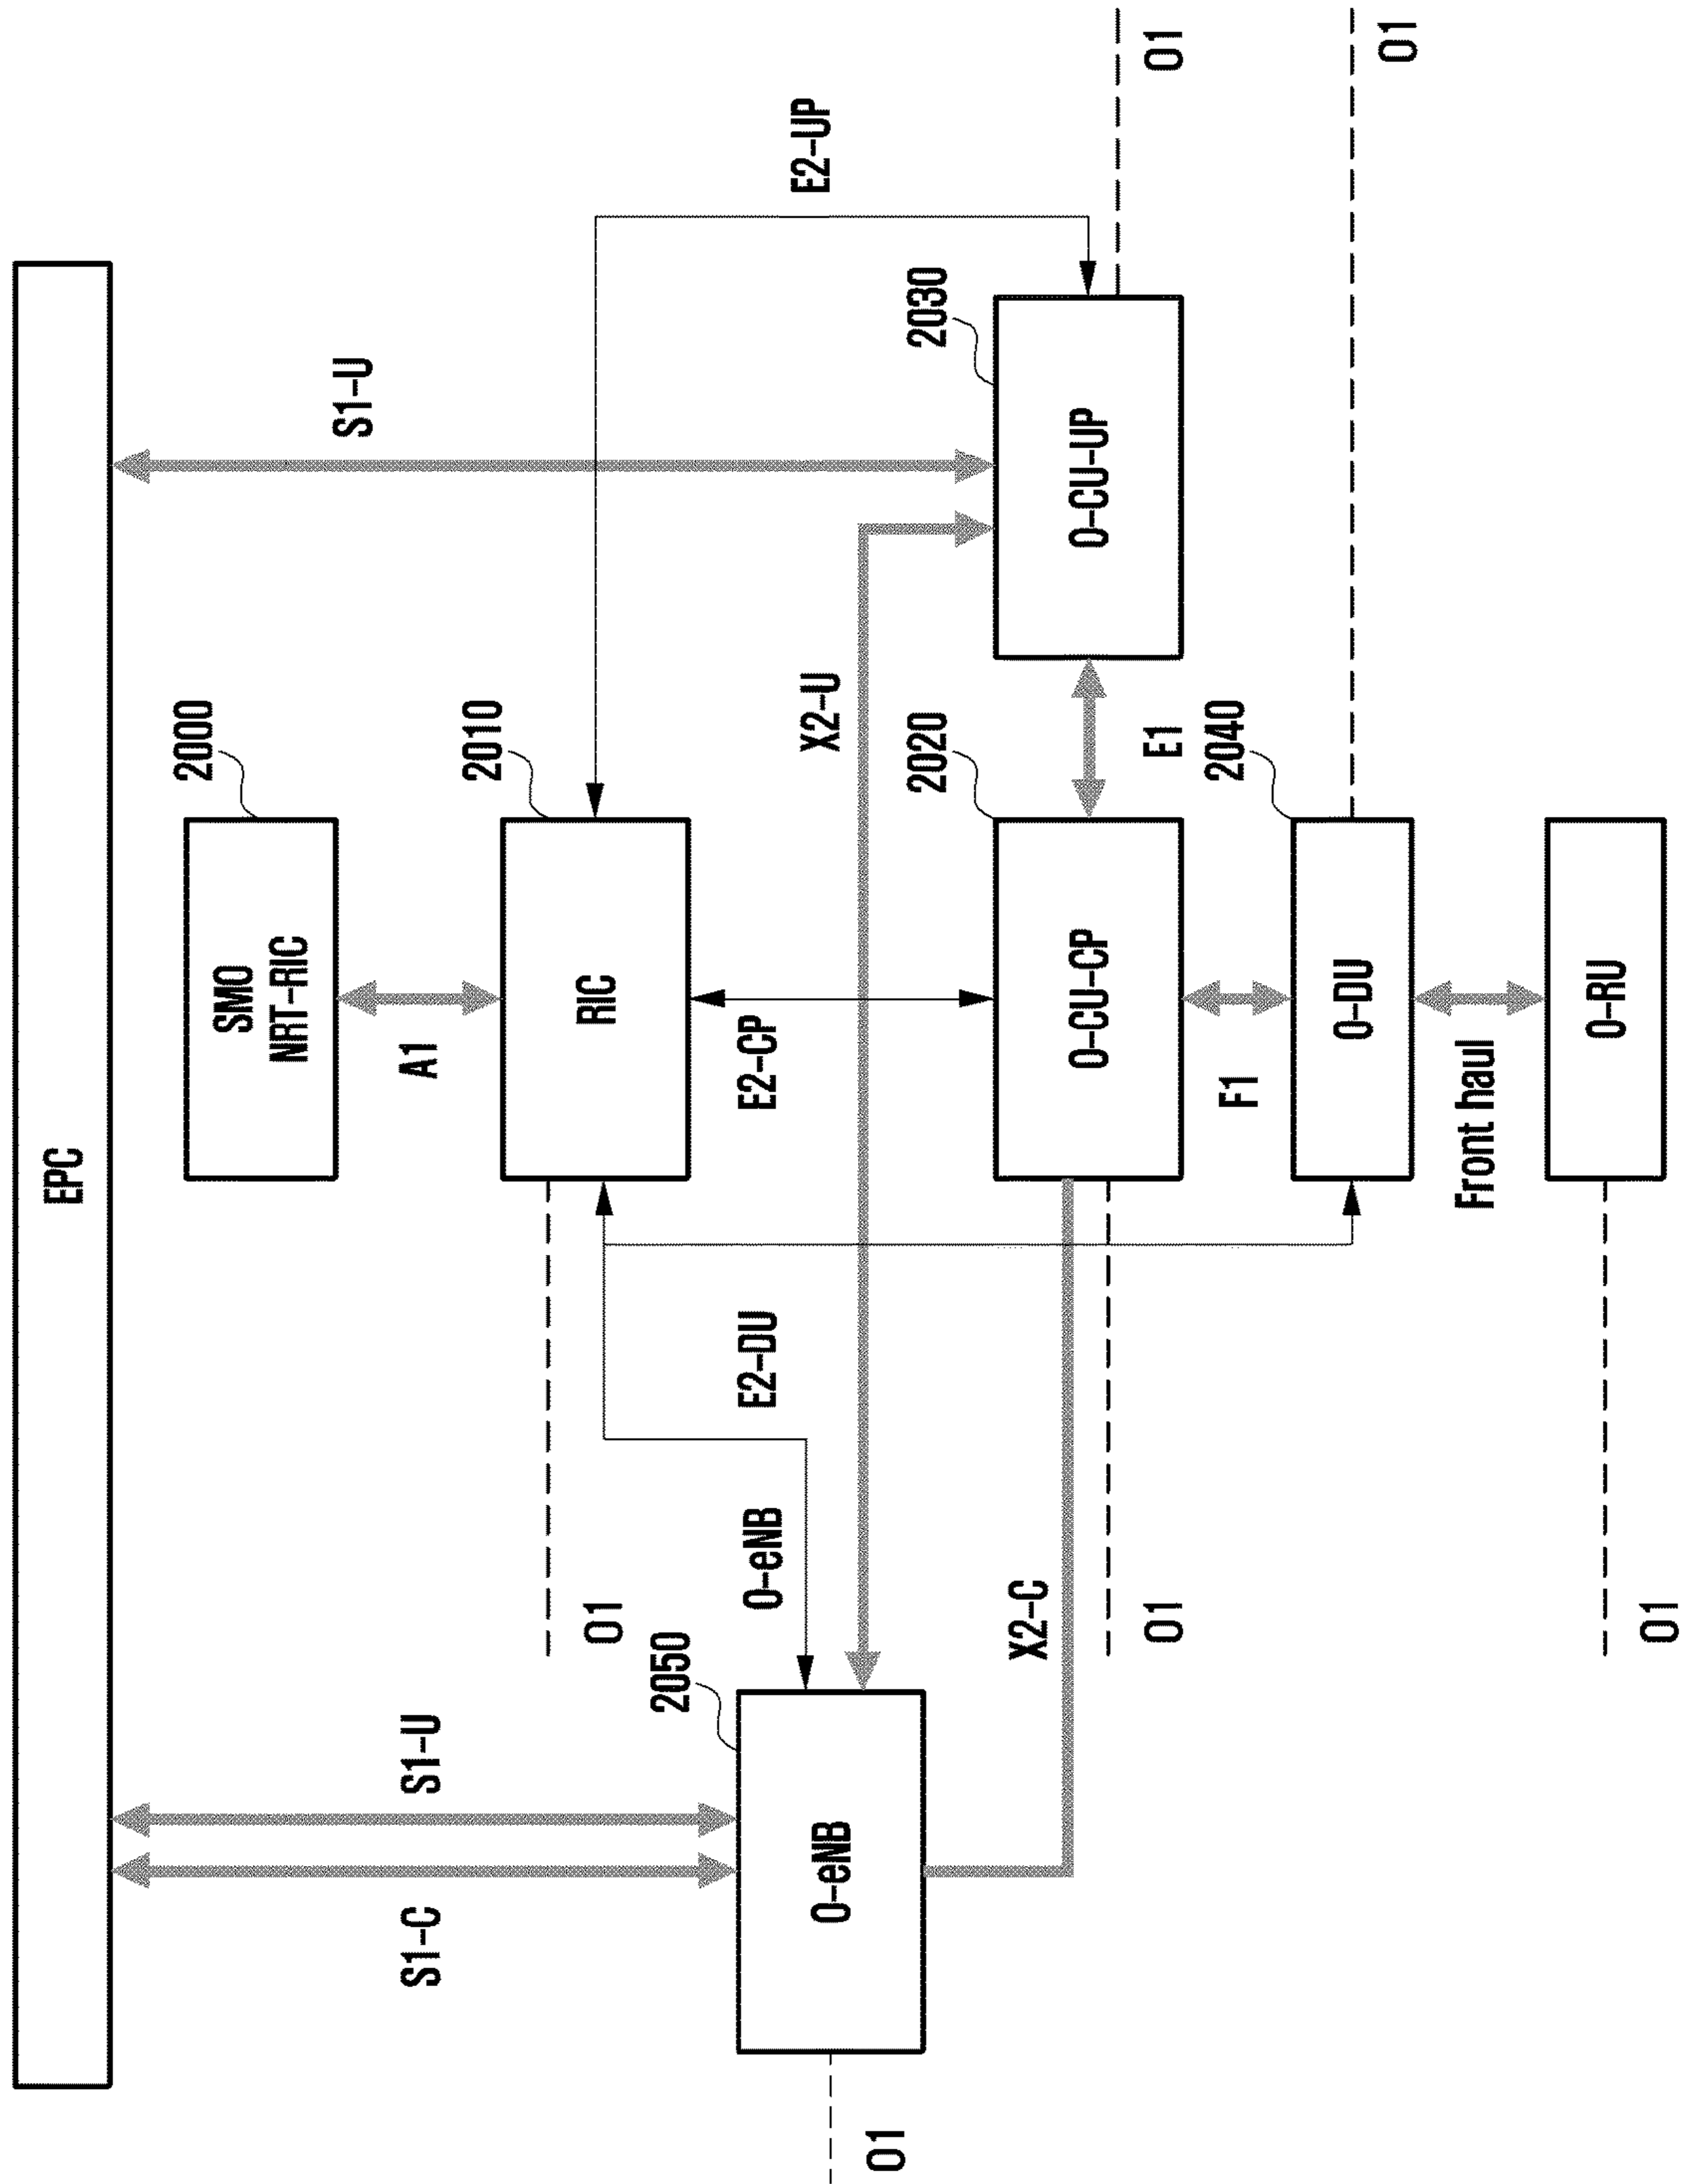 EPC
S1-C
S1-U
S1-U
SMO
NRT-RIC
2000
A1
RIC
2010
O1
E2-UP
E2-CP
E2-DU
O-eNB
X2-U
O-eNB
2050
O1
X2-C
O-CU-CP
2020
O1
E1
O-CU-UP
2030
O1
F1
O-DU
2040
O1
Front haul
O-RU
O1